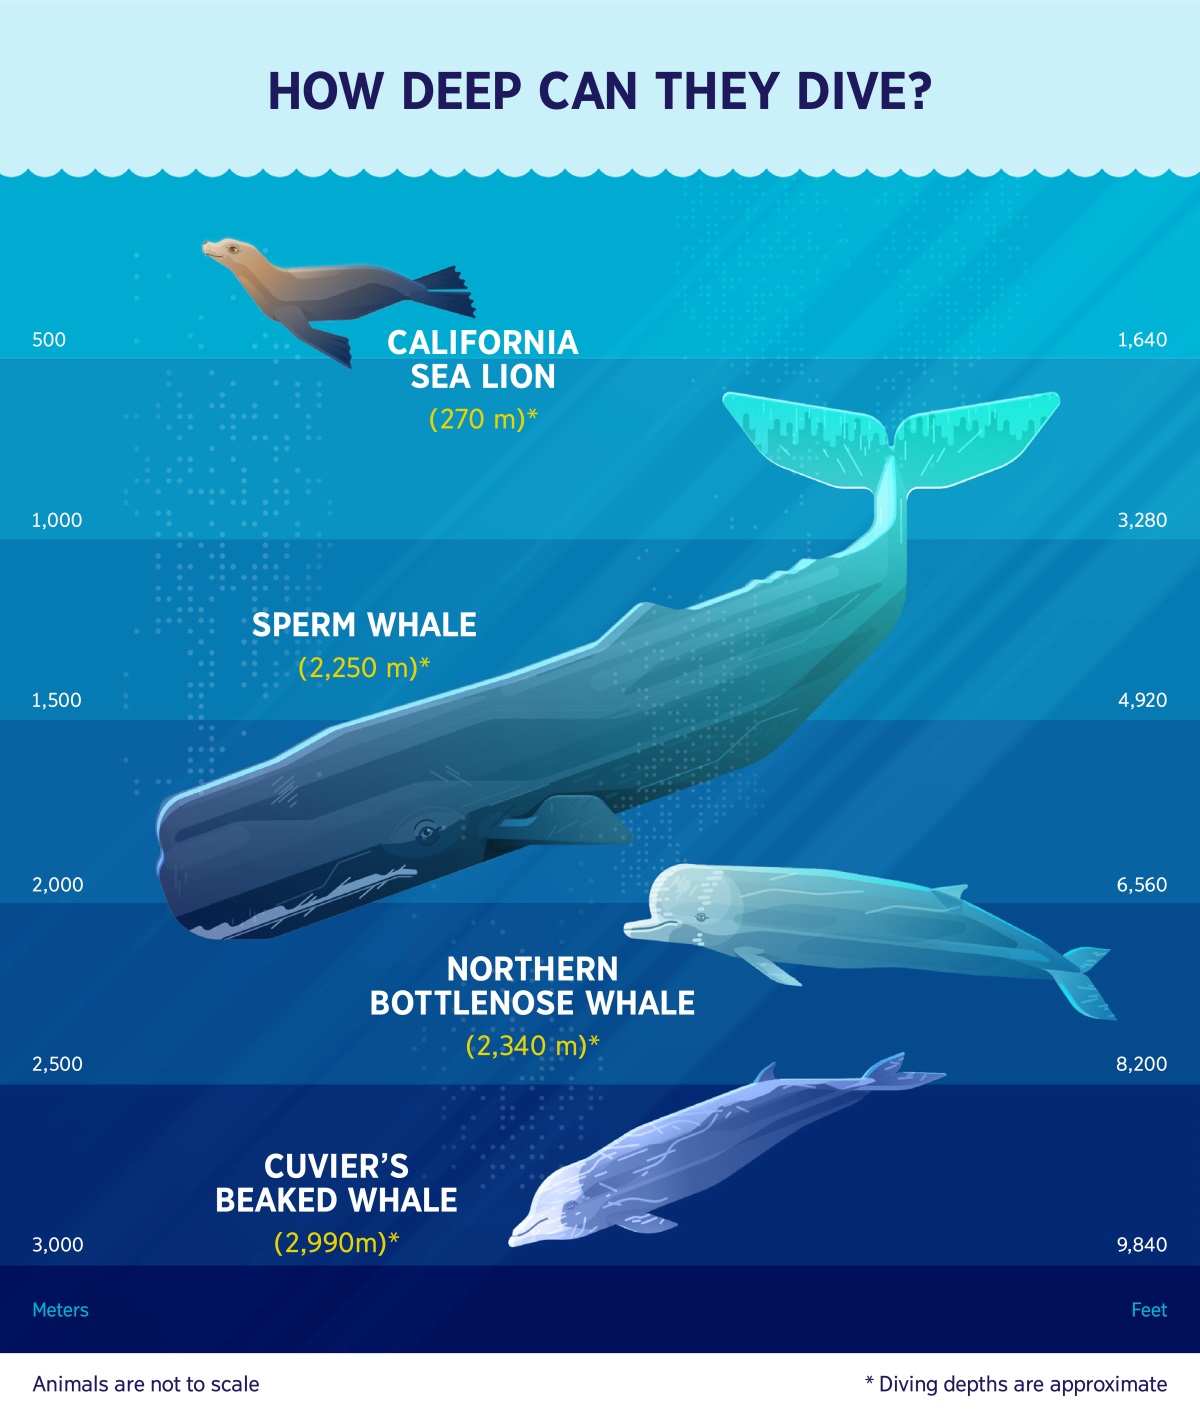 HOW DEEP CAN THEY DIVE?
500
1,640
CALIFORNIA
SEA LION
(270 m)*
1,000
3,280
SPERM WHALE
(2,250 m)*
1,500
4,920
2,000
6,560
NORTHERN
BOTTLENOSE WHALE
(2,340 m)*
2,500
8,200
CUVIER’S
BEAKED WHALE
(2,990m)*
3,000
9,840
Meters
Feet
Animals are not to scale
* Diving depths are approximate